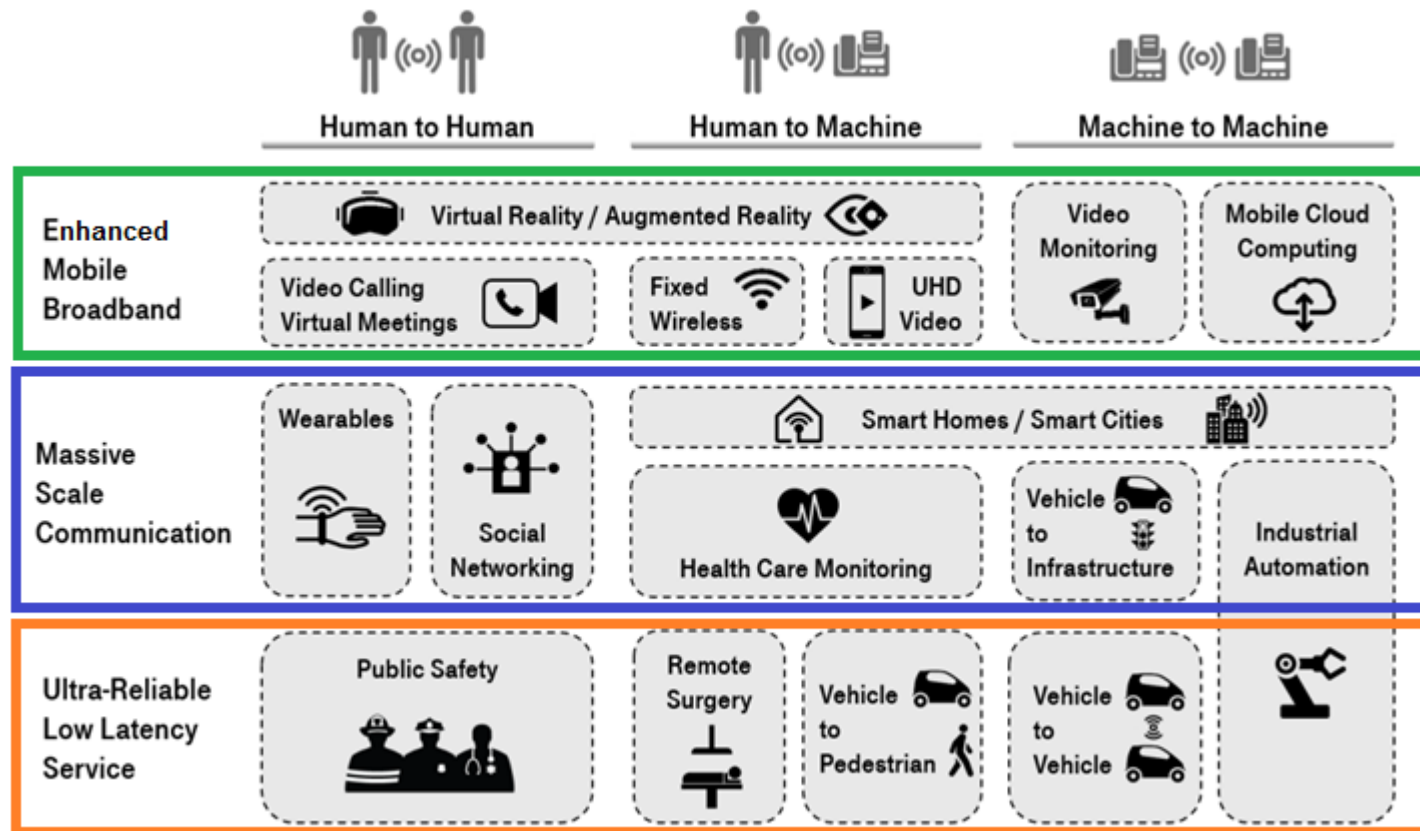 Human to Human
Human to Machine
Machine to Machine
Enhanced
Mobile
Broadband
Virtual Reality / Augmented Reality
Video Calling
Virtual Meetings
Fixed
Wireless
UHD
Video
Video
Monitoring
Mobile Cloud
Computing
Massive
Scale
Communication
Wearables
Social
Networking
Smart Homes / Smart Cities
Health Care Monitoring
Vehicle
to
Infrastructure
Industrial
Automation
Ultra-Reliable
Low Latency
Service
Public Safety
Remote
Surgery
Vehicle
to
Pedestrian
Vehicle
to
Vehicle